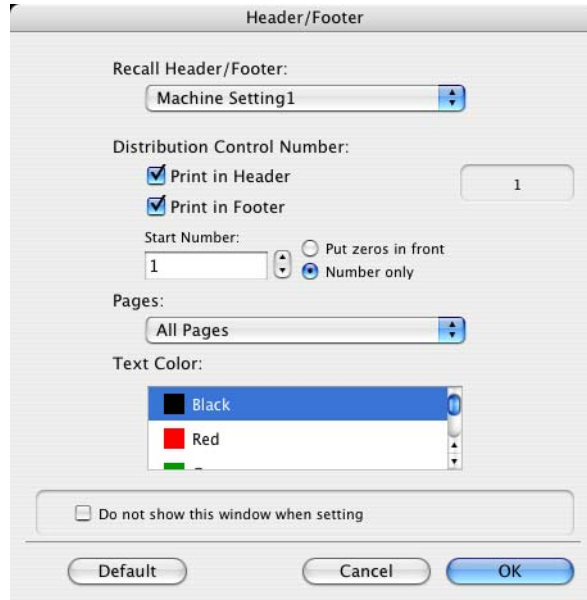 Header/Footer
Recall Header/Footer:
Machine Setting1
Distribution Control Number:
Print in Header
1
Print in Footer
Start Number:
Put zeros in front
1
Number only
Pages:
All Pages
Text Color:
Black
Red
Do not show this window when setting
Default
Cancel
OK